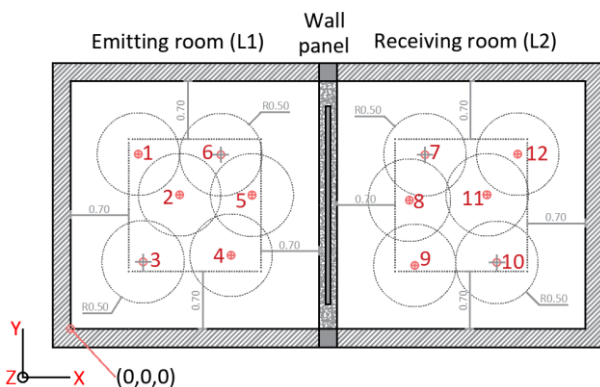 Emitting room (L1)
Wall
panel
Receiving room (L2)
0.70
R0.50
0.70
R0.50
1
6
7
12
2
5
8
11
0.70
0.70
0.70
0.70
3
4
9
10
R0.50
0.70
0.70
R0.50
Y
Z
X
(0,0,0)